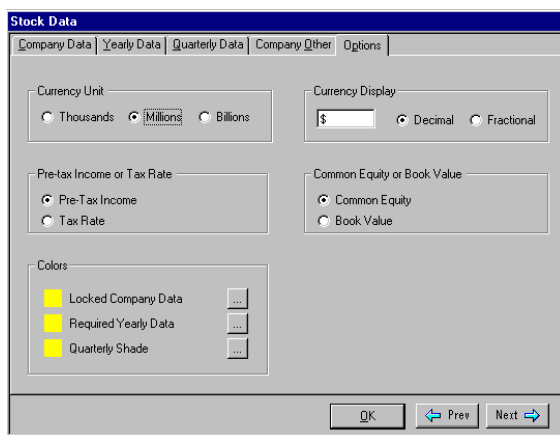 Stock Data
Company Data Yearly Data Quarterly Data Company Other Options
Currency Unit
Thousands Millions Billions
Currency Display
$ Decimal Fractional
Pre-tax Income or Tax Rate
Pre-Tax Income
Tax Rate
Common Equity or Book Value
Common Equity
Book Value
Colors
Locked Company Data ...
Required Yearly Data ...
Quarterly Shade ...
OK Prev Next